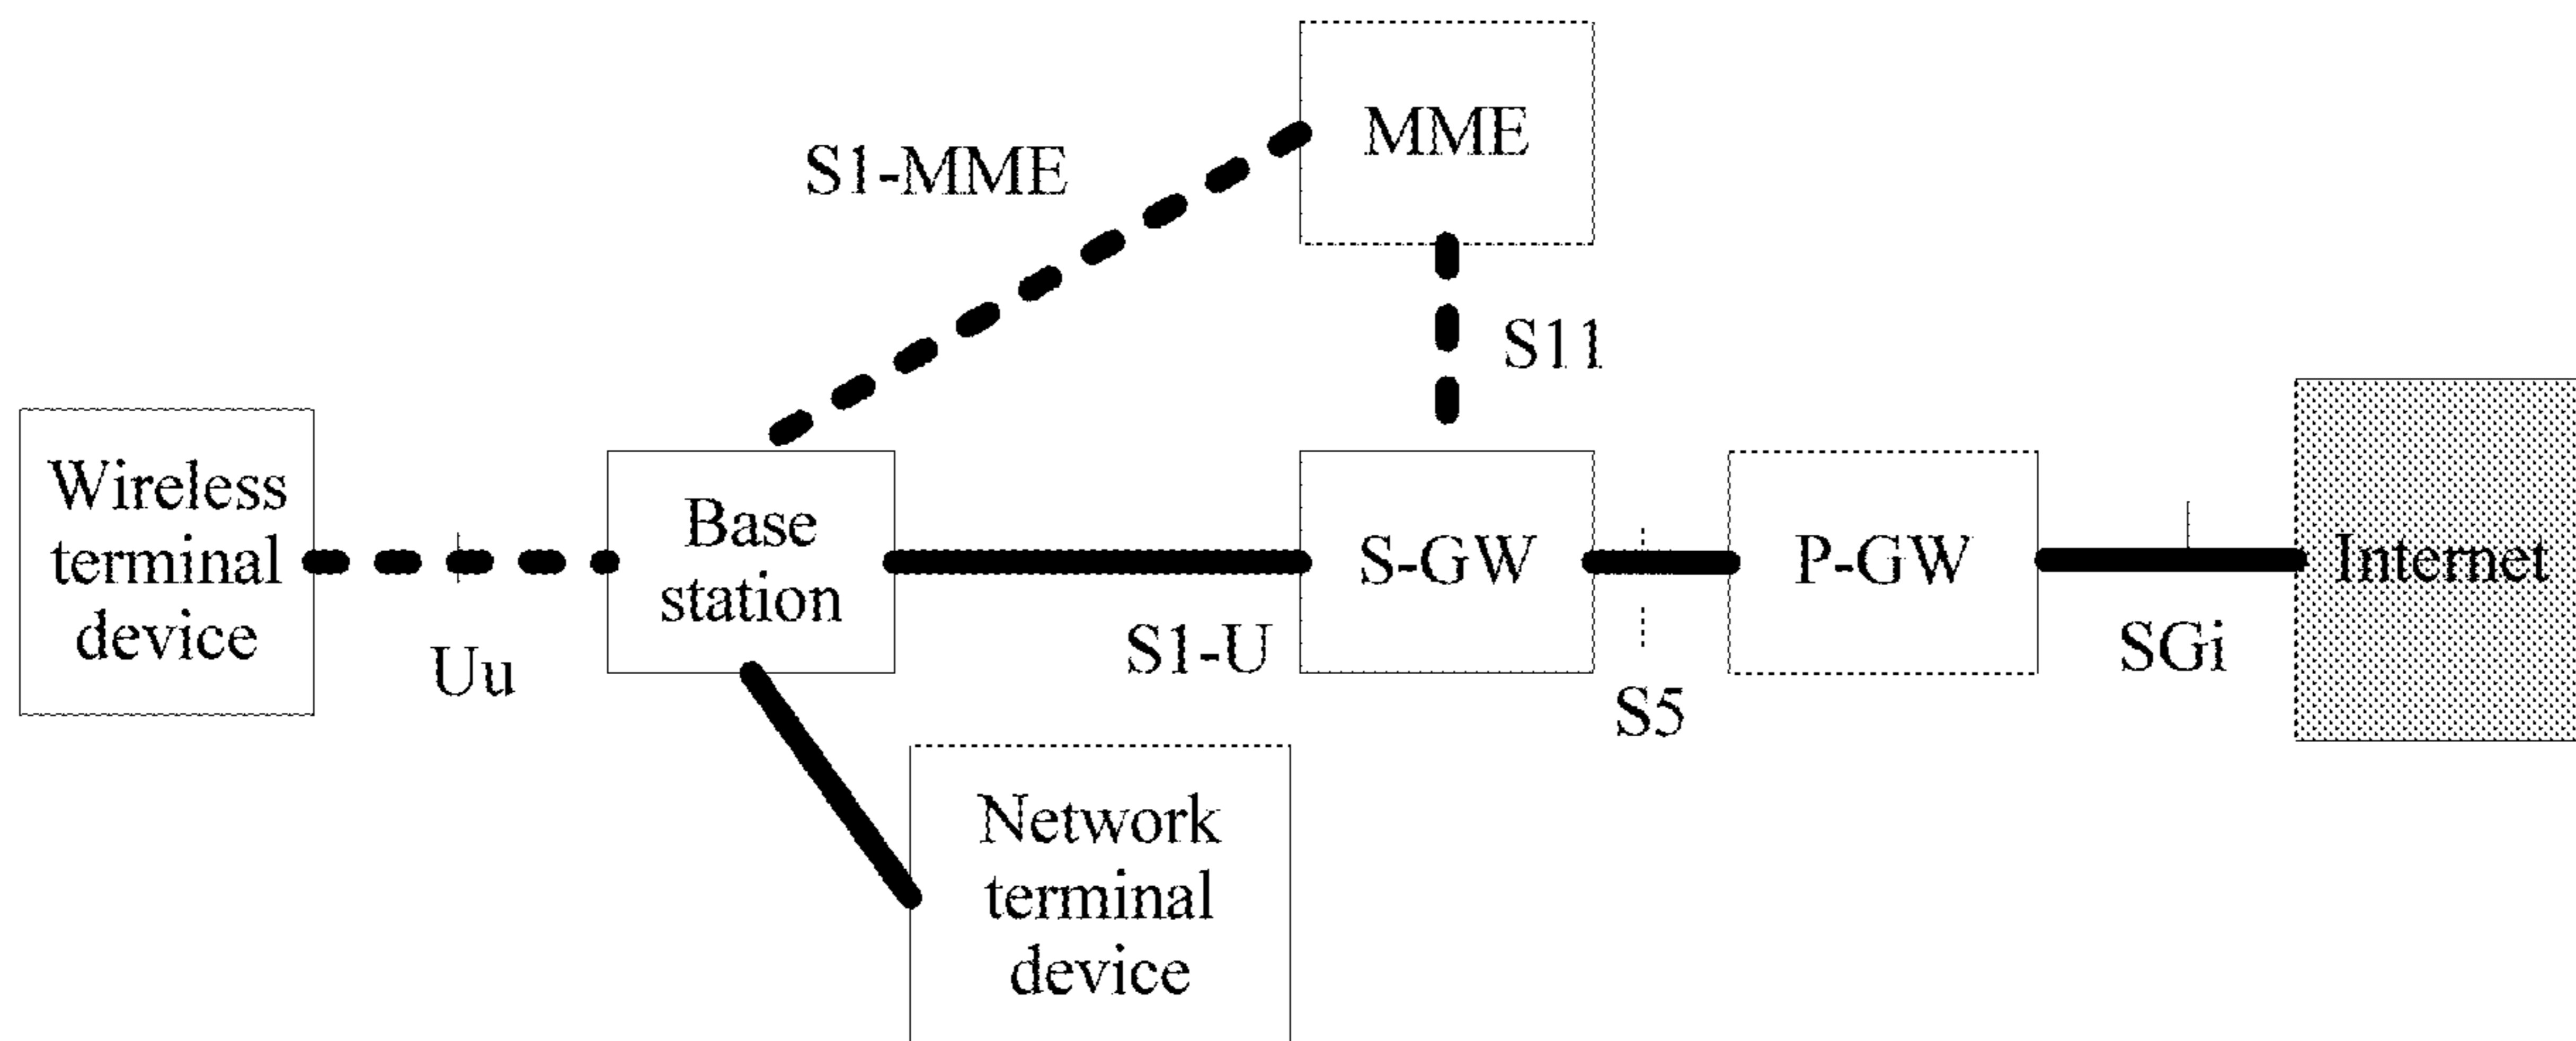 MME
S1-MME
S11
Wireless
terminal
device
Uu
Base
station
S1-U
S-GW
S5
P-GW
SGi
Internet
Network
terminal
device